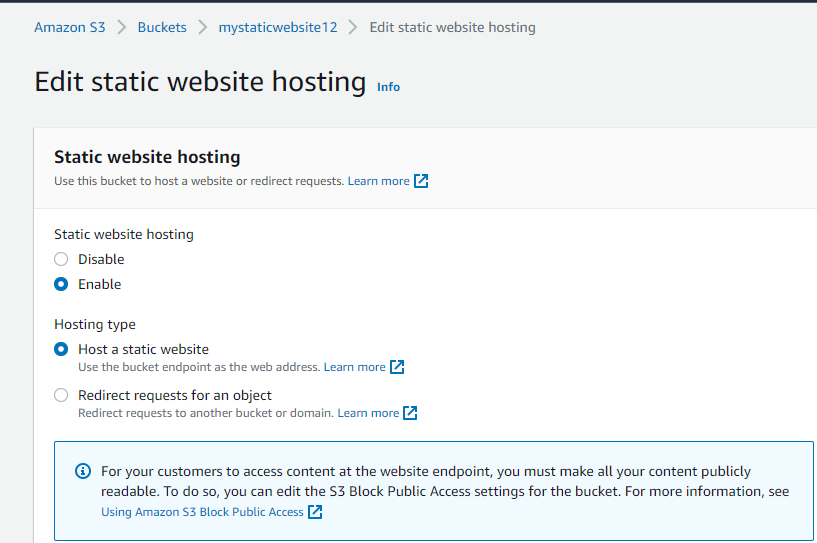 Amazon S3 > Buckets > mystaticwebsite12 > Edit static website hosting
Edit static website hosting Info
Static website hosting
Use this bucket to host a website or redirect requests. Learn more
Static website hosting
Disable
Enable
Hosting type
Host a static website
Use the bucket endpoint as the web address. Learn more
Redirect requests for an object
Redirect requests to another bucket or domain. Learn more
For your customers to access content at the website endpoint, you must make all your content publicly
readable. To do so, you can edit the S3 Block Public Access settings for the bucket. For more information, see
Using Amazon S3 Block Public Access